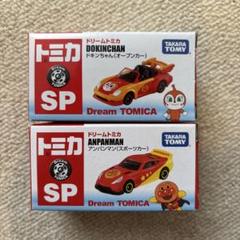 トミカ
SP
ドリームトミカ
DOKINCHAN
ドキンちゃん(オープンカー)
TAKARA
TOMY
Dream TOMICA
トミカ
SP
ドリームトミカ
ANPANMAN
アンパンマン(スポーツカー)
TAKARA
TOMY
Dream TOMICA